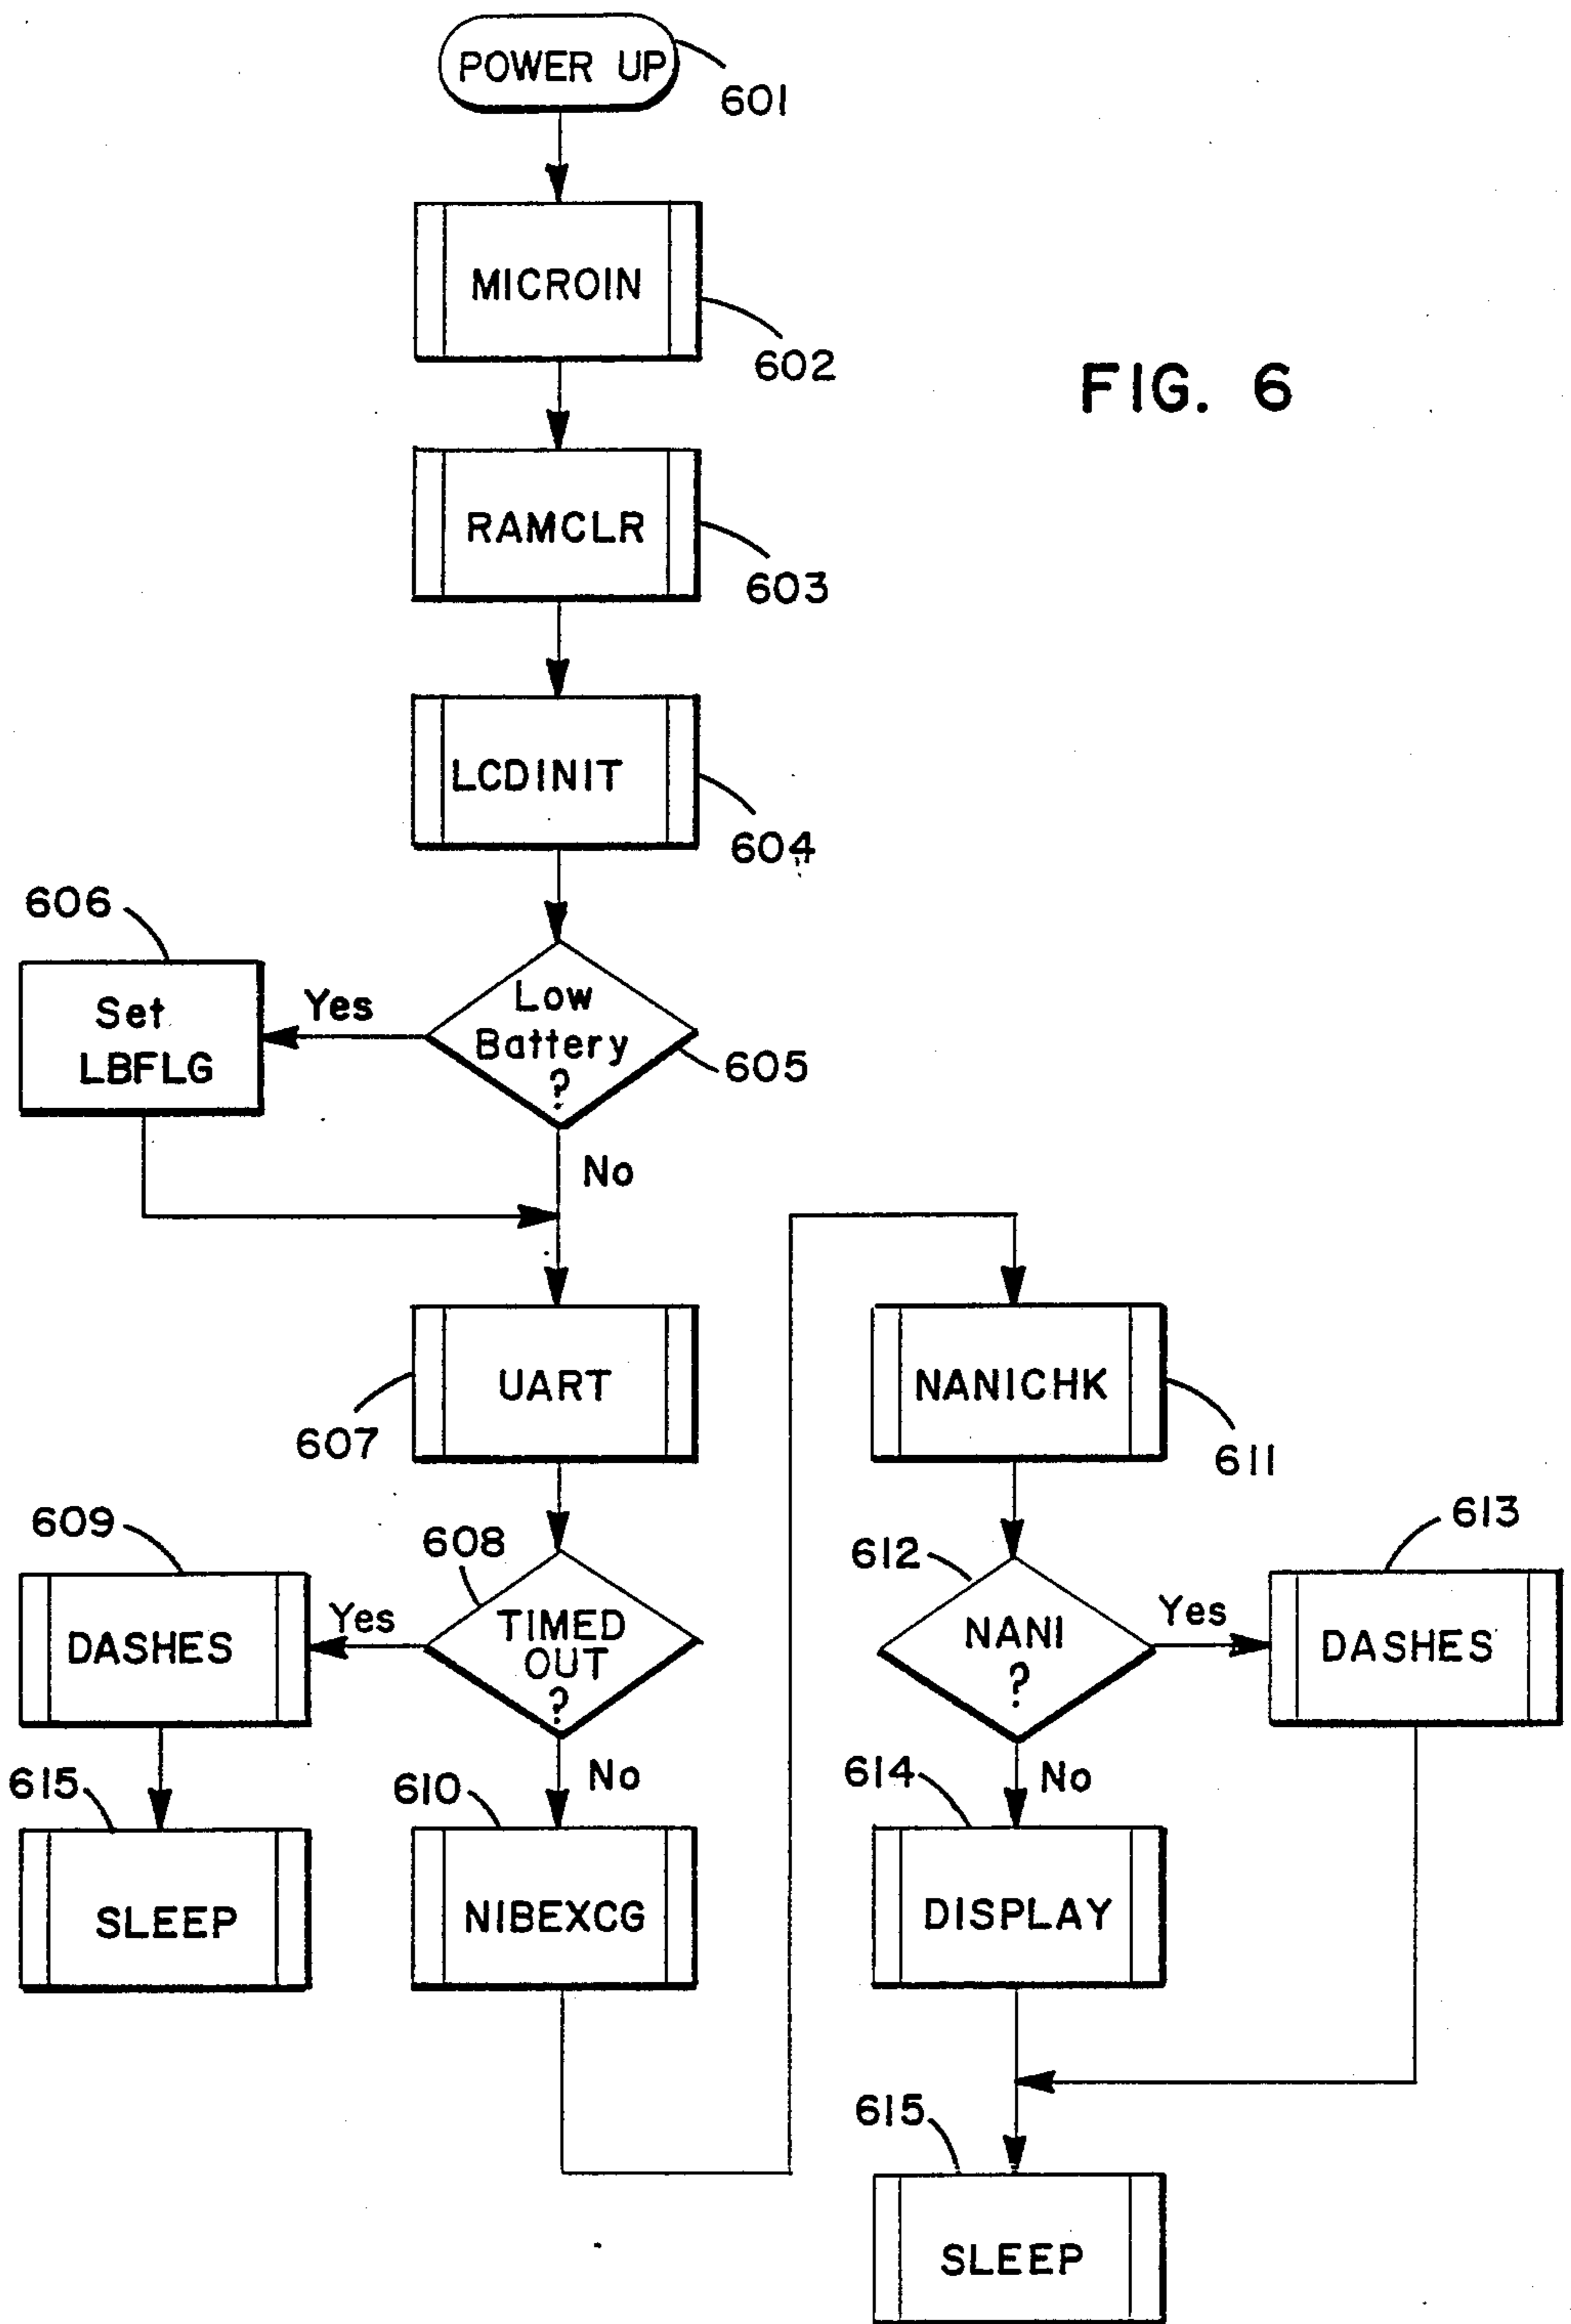 POWER UP
601
MICROIN
602
FIG. 6
RAMCLR
603
LCDINIT
604
606
Set
LBFLG
Yes
Low
Battery
?
605
No
UART
607
NANICHK
611
609
DASHES
Yes
608
TIMED
OUT
?
No
612
NANI
?
Yes
613
DASHES
No
615
SLEEP
610
NIBEXCG
614
DISPLAY
615
SLEEP